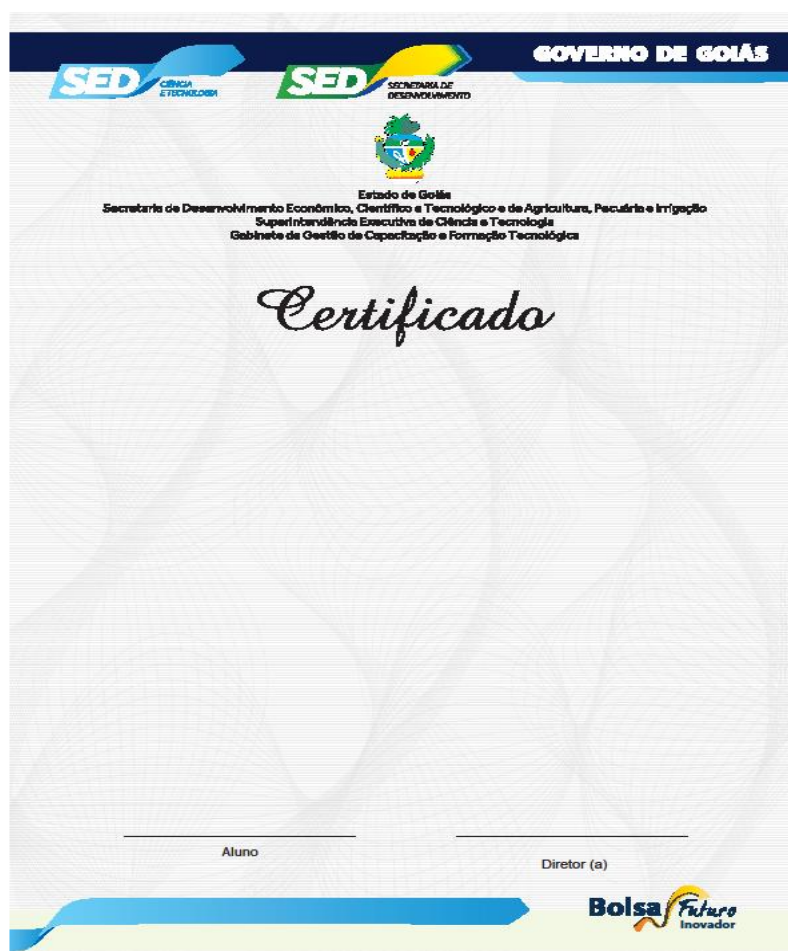 GOVERNO DE GOIÁS
SED CIÊNCIA
E TECNOLOGIA
SED SECRETARIA DE
DESENVOLVIMENTO
Estado de Goiás
Secretaria de Desenvolvimento Econômico, Científico e Tecnológico e de Agricultura, Pecuária e Irrigação
Superintendência Executiva de Ciência e Tecnologia
Gabinete de Gestão de Capacitação e Formação Tecnológica
Certificado
Aluno
Diretor (a)
Bolsa Futuro
Inovador